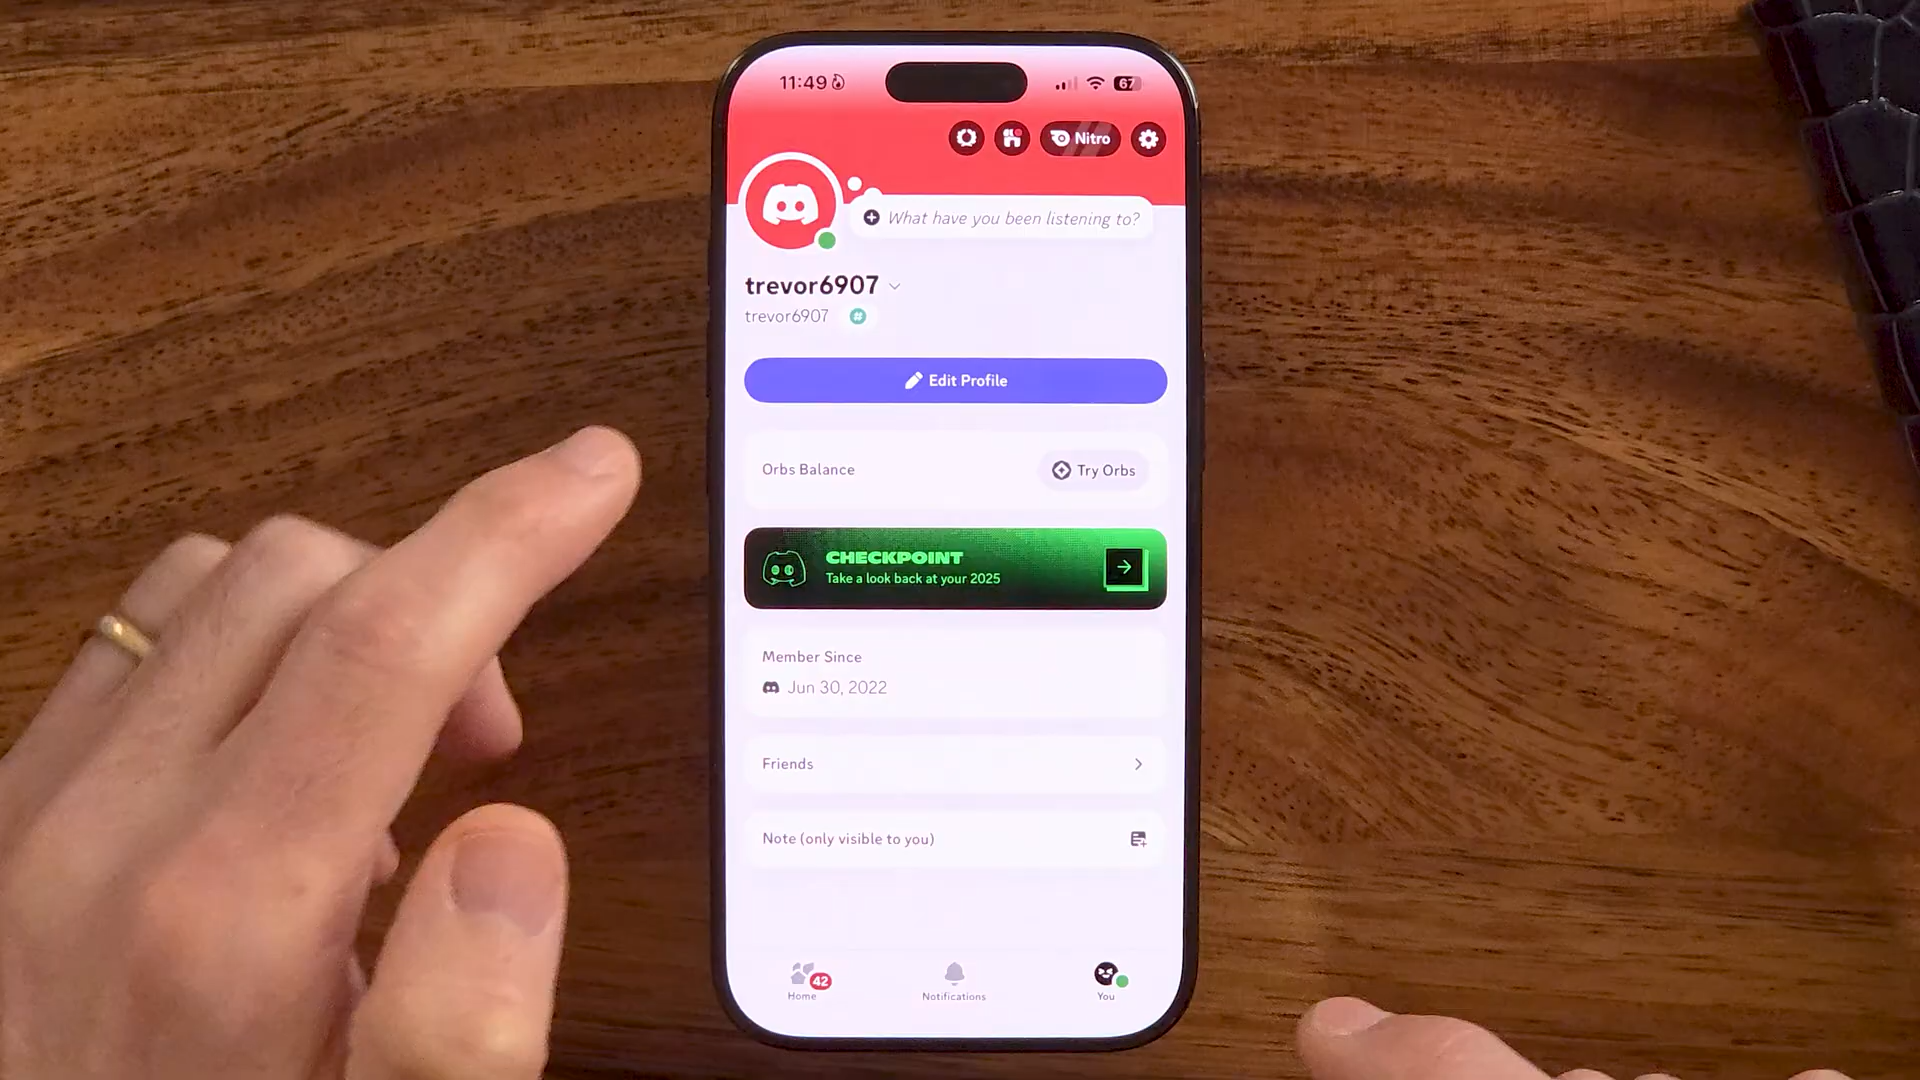 11:49
67
Nitro
What have you been listening to?
trevor6907
trevor6907
#
Edit Profile
Orbs Balance
Try Orbs
CHECKPOINT
Take a look back at your 2025
Member Since
Jun 30, 2022
Friends
Note (only visible to you)
42
Home
Notifications
You